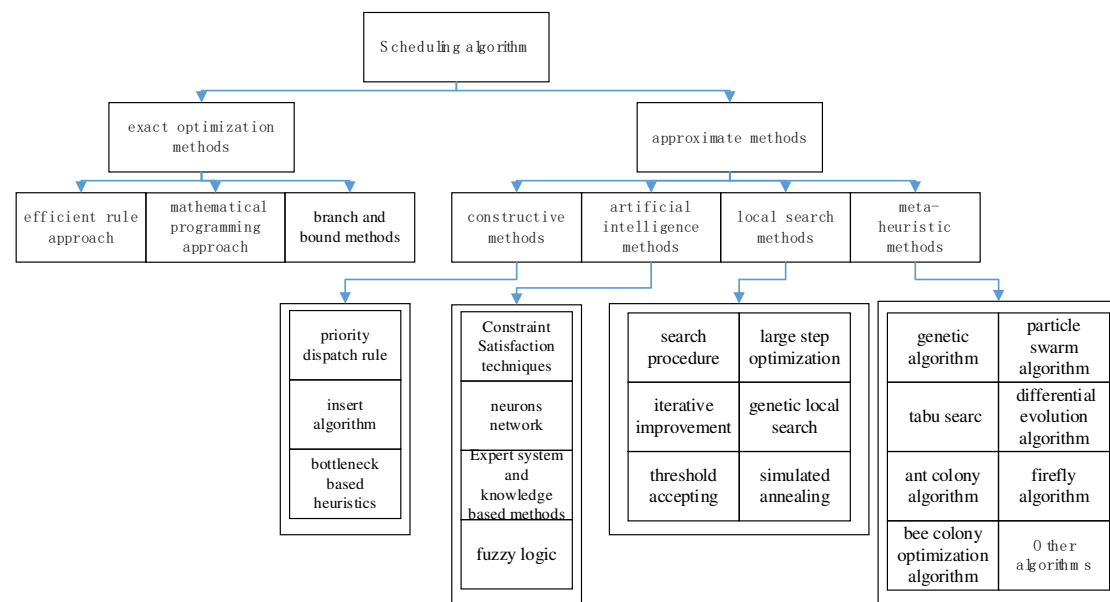 Scheduling algorithm
exact optimization
methods
approximate methods
efficient rule
approach
mathematical
programming
approach
branch and
bound methods
constructive
methods
artificial
intelligence
methods
local search
methods
meta-
heuristic
methods
priority
dispatch rule
insert
algorithm
bottleneck
based
heuristics
Constraint
Satisfaction
techniques
neurons
network
Expert system
and
knowledge
based methods
fuzzy logic
search
procedure
large step
optimization
iterative
improvement
genetic local
search
threshold
accepting
simulated
annealing
genetic
algorithm
particle
swarm
algorithm
tabu searc
differential
evolution
algorithm
ant colony
algorithm
firefly
algorithm
bee colony
optimization
algorithm
Other
algorithms